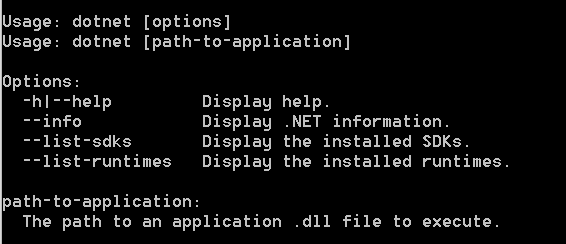 Usage: dotnet [options]
Usage: dotnet [path-to-application]

Options:
  -h|--help         Display help.
  --info            Display .NET information.
  --list-sdks       Display the installed SDKs.
  --list-runtimes   Display the installed runtimes.

path-to-application:
  The path to an application .dll file to execute.